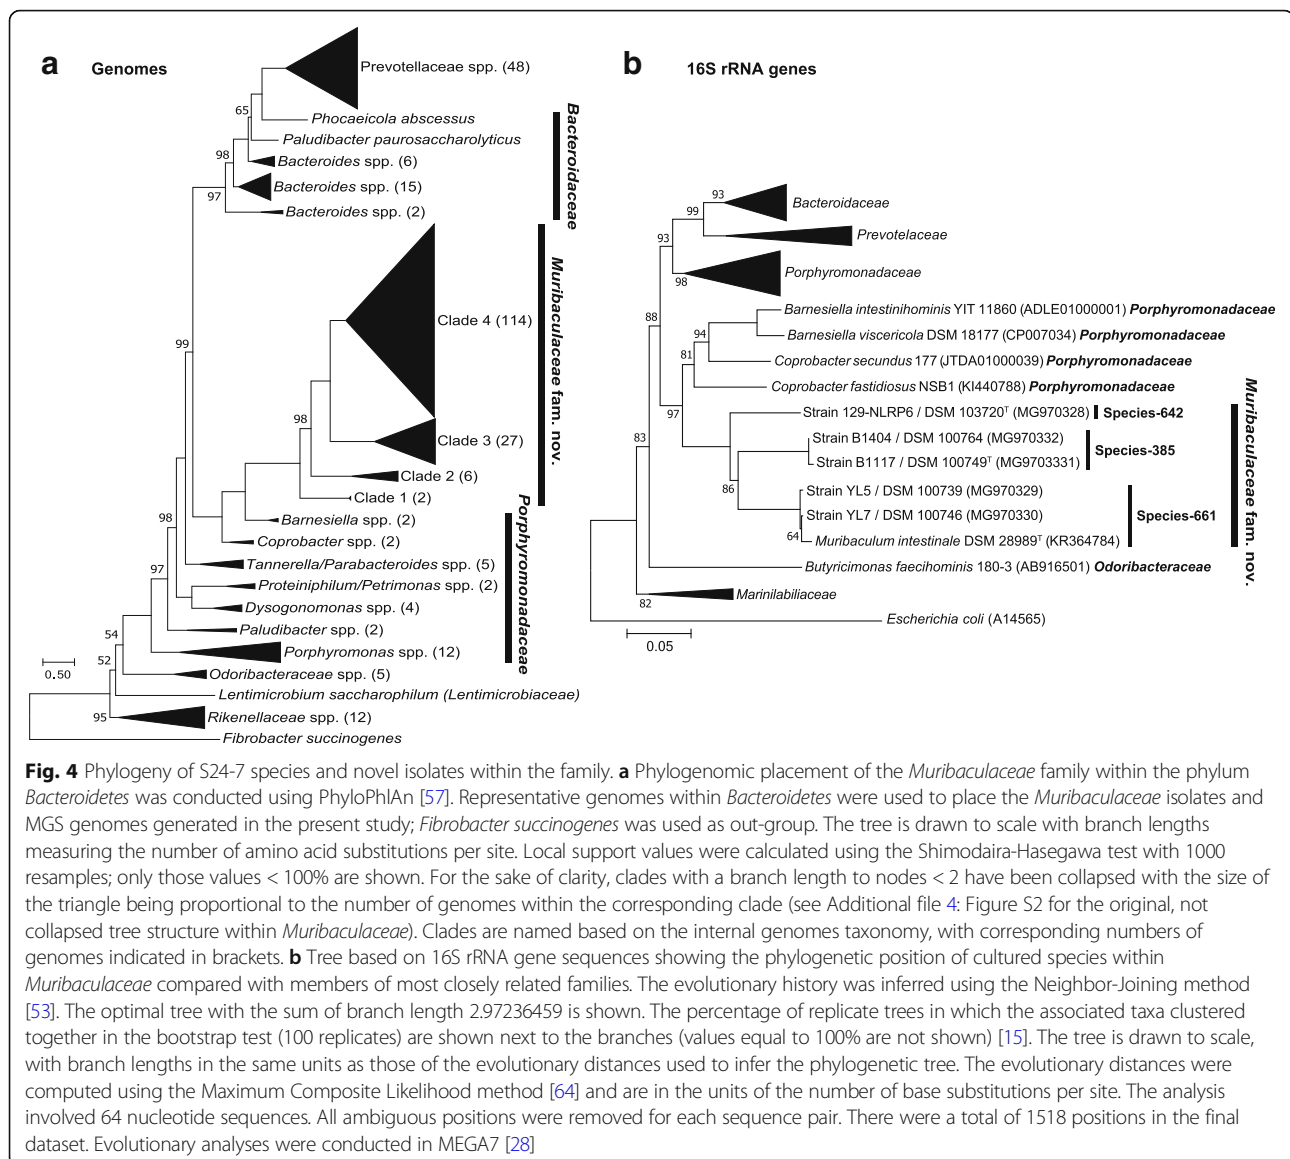 a Genomes
Prevotellaceae spp. (48)
65
Phocaeicola abscessus
Paludibacter paurosaccharolyticus
98
Bacteroides spp. (6)
Bacteroides spp. (15)
97
Bacteroides spp. (2)
Bacteroidaceae
Clade 4 (114)
99
98
Clade 3 (27)
Clade 2 (6)
Clade 1 (2)
Muribaculaceae fam. nov.
Barnesiella spp. (2)
98
Coprobacter spp. (2)
Tannerella/Parabacteroides spp. (5)
97
Proteiniphilum/Petrimonas spp. (2)
Dysogonomonas spp. (4)
Paludibacter spp. (2)
54
Porphyromonas spp. (12)
Porphyromonadaceae
52
0.50
Odoribacteraceae spp. (5)
Lentimicrobium saccharophilum (Lentimicrobiaceae)
95
Rikenellaceae spp. (12)
Fibrobacter succinogenes
b 16S rRNA genes
93
Bacteroidaceae
99
Prevotelaceae
93
Porphyromonadaceae
98
Barnesiella intestinihominis YIT 11860 (ADLE01000001) Porphyromonadaceae
88
Barnesiella viscericola DSM 18177 (CP007034) Porphyromonadaceae
94
Coprobacter secundus 177 (JTDA01000039) Porphyromonadaceae
81
Coprobacter fastidiosus NSB1 (KI440788) Porphyromonadaceae
97
Strain 129-NLRP6 / DSM 103720ᵀ (MG970328) Species-642
Strain B1404 / DSM 100764 (MG970332)
Species-385
83
Strain B1117 / DSM 100749ᵀ (MG9703331)
86
Strain YL5 / DSM 100739 (MG970329)
Strain YL7 / DSM 100746 (MG970330)
Species-661
64
Muribaculum intestinale DSM 28989ᵀ (KR364784)
Muribaculaceae fam. nov.
Butyricimonas faecihominis 180-3 (AB916501) Odoribacteraceae
82
Marinilabiliaceae
Escherichia coli (A14565)
0.05
Fig. 4 Phylogeny of S24-7 species and novel isolates within the family. a Phylogenomic placement of the Muribaculaceae family within the phylum
Bacteroidetes was conducted using PhyloPhlAn [57]. Representative genomes within Bacteroidetes were used to place the Muribaculaceae isolates and
MGS genomes generated in the present study; Fibrobacter succinogenes was used as out-group. The tree is drawn to scale with branch lengths
measuring the number of amino acid substitutions per site. Local support values were calculated using the Shimodaira-Hasegawa test with 1000
resamples; only those values < 100% are shown. For the sake of clarity, clades with a branch length to nodes < 2 have been collapsed with the size of
the triangle being proportional to the number of genomes within the corresponding clade (see Additional file 4: Figure S2 for the original, not
collapsed tree structure within Muribaculaceae). Clades are named based on the internal genomes taxonomy, with corresponding numbers of
genomes indicated in brackets. b Tree based on 16S rRNA gene sequences showing the phylogenetic position of cultured species within
Muribaculaceae compared with members of most closely related families. The evolutionary history was inferred using the Neighbor-Joining method
[53]. The optimal tree with the sum of branch length 2.97236459 is shown. The percentage of replicate trees in which the associated taxa clustered
together in the bootstrap test (100 replicates) are shown next to the branches (values equal to 100% are not shown) [15]. The tree is drawn to scale,
with branch lengths in the same units as those of the evolutionary distances used to infer the phylogenetic tree. The evolutionary distances were
computed using the Maximum Composite Likelihood method [64] and are in the units of the number of base substitutions per site. The analysis
involved 64 nucleotide sequences. All ambiguous positions were removed for each sequence pair. There were a total of 1518 positions in the final
dataset. Evolutionary analyses were conducted in MEGA7 [28]